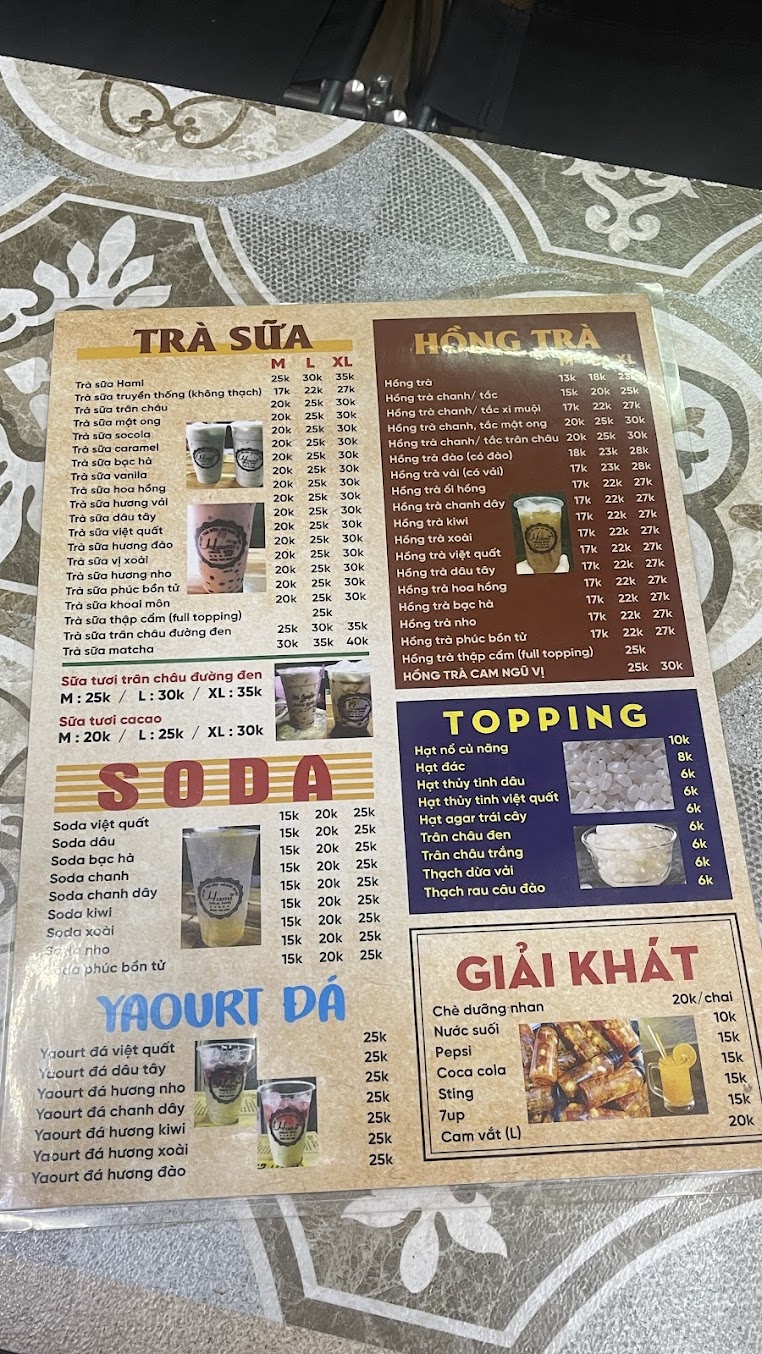 TRÀ SỮA
M L XL
Trà sữa Hami 25k 30k 35k
Trà sữa truyền thống (không thạch) 17k 22k 27k
Trà sữa trân châu 20k 25k 30k
Trà sữa mật ong 20k 25k 30k
Trà sữa socola 20k 25k 30k
Trà sữa caramel 20k 25k 30k
Trà sữa bạc hà 20k 25k 30k
Trà sữa vanila 20k 25k 30k
Trà sữa hoa hồng 20k 25k 30k
Trà sữa hương vải 20k 25k 30k
Trà sữa dâu tây 20k 25k 30k
Trà sữa việt quất 20k 25k 30k
Trà sữa hương đào 20k 25k 30k
Trà sữa vị xoài 20k 25k 30k
Trà sữa hương nho 20k 25k 30k
Trà sữa phúc bồn tử 20k 25k 30k
Trà sữa khoai môn 20k 25k 30k
Trà sữa thập cẩm (full topping) 25k
Trà sữa trân châu đường đen 25k 30k 35k
Trà sữa matcha 30k 35k 40k
Sữa tươi trân châu đường đen
M : 25k / L : 30k / XL : 35k
Sữa tươi cacao
M : 20k / L : 25k / XL : 30k
SODA
Soda việt quất 15k 20k 25k
Soda dâu 15k 20k 25k
Soda bạc hà 15k 20k 25k
Soda chanh 15k 20k 25k
Soda chanh dây 15k 20k 25k
Soda kiwi 15k 20k 25k
Soda xoài 15k 20k 25k
Soda nho 15k 20k 25k
Soda phúc bồn tử 15k 20k 25k
Hami
YAOURT ĐÁ
Yaourt đá việt quất 25k
Yaourt đá dâu tây 25k
Yaourt đá hương nho 25k
Yaourt đá chanh dây 25k
Yaourt đá hương kiwi 25k
Yaourt đá hương xoài 25k
Yaourt đá hương đào 25k
HỒNG TRÀ
M XL
Hồng trà 13k 18k 23k
Hồng trà chanh/ tắc 15k 20k 25k
Hồng trà chanh/ tắc xí muội 17k 22k 27k
Hồng trà chanh, tắc mật ong 20k 25k 30k
Hồng trà chanh/ tắc trân châu 20k 25k 30k
Hồng trà đào (có đào) 18k 23k 28k
Hồng trà vải (có vải) 17k 23k 28k
Hồng trà ổi hồng 17k 22k 27k
Hồng trà chanh dây 17k 22k 27k
Hồng trà kiwi 17k 22k 27k
Hồng trà xoài 17k 22k 27k
Hồng trà việt quất 17k 22k 27k
Hồng trà dâu tây 17k 22k 27k
Hồng trà hoa hồng 17k 22k 27k
Hồng trà bạc hà 17k 22k 27k
Hồng trà nho 17k 22k 27k
Hồng trà phúc bồn tử 17k 22k 27k
Hồng trà thập cẩm (full topping) 25k
HỒNG TRÀ CAM NGŨ VỊ 25k 30k
TOPPING
Hạt nổ củ năng 10k
Hạt đác 8k
Hạt thủy tinh dâu 6k
Hạt thủy tinh việt quất 6k
Hạt agar trái cây 6k
Trân châu đen 6k
Trân châu trắng 6k
Thạch dừa vải 6k
Thạch rau câu đào 6k
GIẢI KHÁT
Chè dưỡng nhan 20k/chai
Nước suối 10k
Pepsi 15k
Coca cola 15k
Sting 15k
7up 15k
Cam vắt (L) 20k